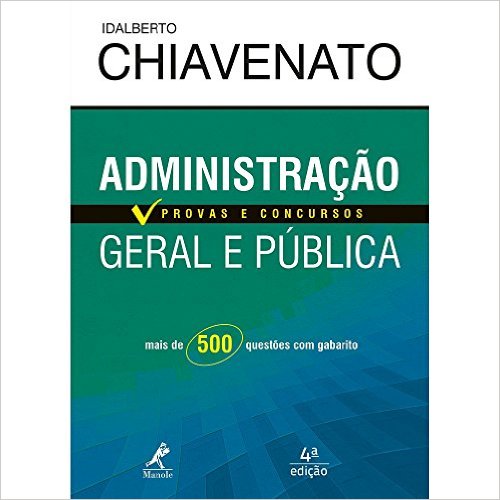 IDALBERTO
CHIAVENATO
ADMINISTRAÇÃO
PROVAS E CONCURSOS
GERAL E PÚBLICA
mais de 500 questões com gabarito
Manole
4ª
edição